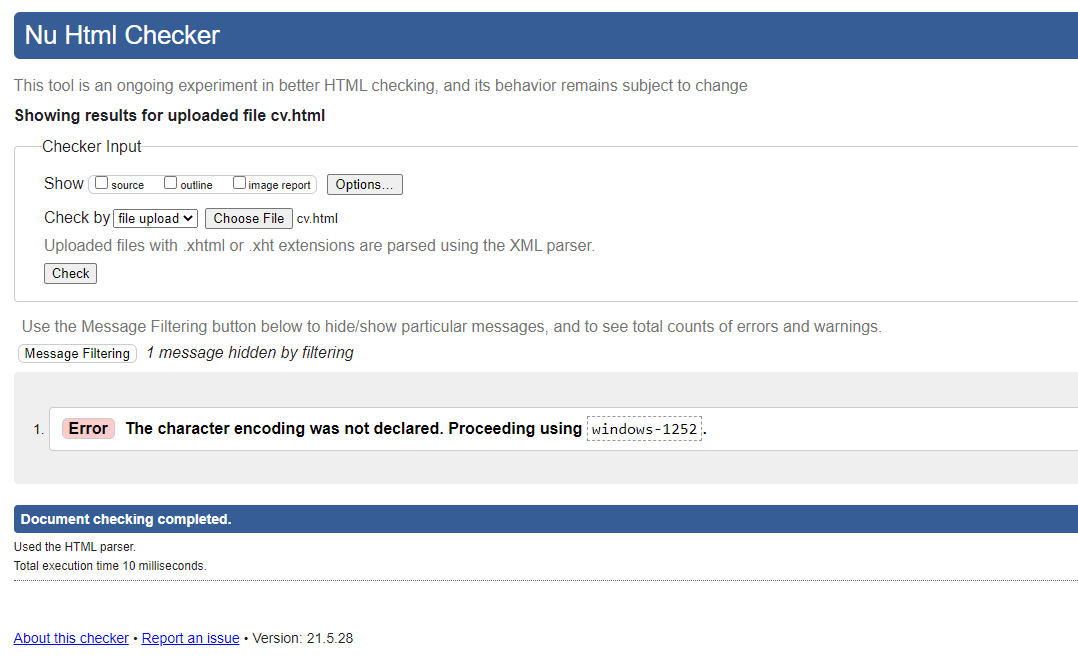 Nu Html Checker
This tool is an ongoing experiment in better HTML checking, and its behavior remains subject to change
Showing results for uploaded file cv.html
Checker Input
Show source outline image report Options...
Check by file upload Choose File cv.html
Uploaded files with .xhtml or .xht extensions are parsed using the XML parser.
Check
Use the Message Filtering button below to hide/show particular messages, and to see total counts of errors and warnings.
Message Filtering 1 message hidden by filtering
1. Error The character encoding was not declared. Proceeding using windows-1252.
Document checking completed.
Used the HTML parser.
Total execution time 10 milliseconds.
About this checker • Report an issue • Version: 21.5.28